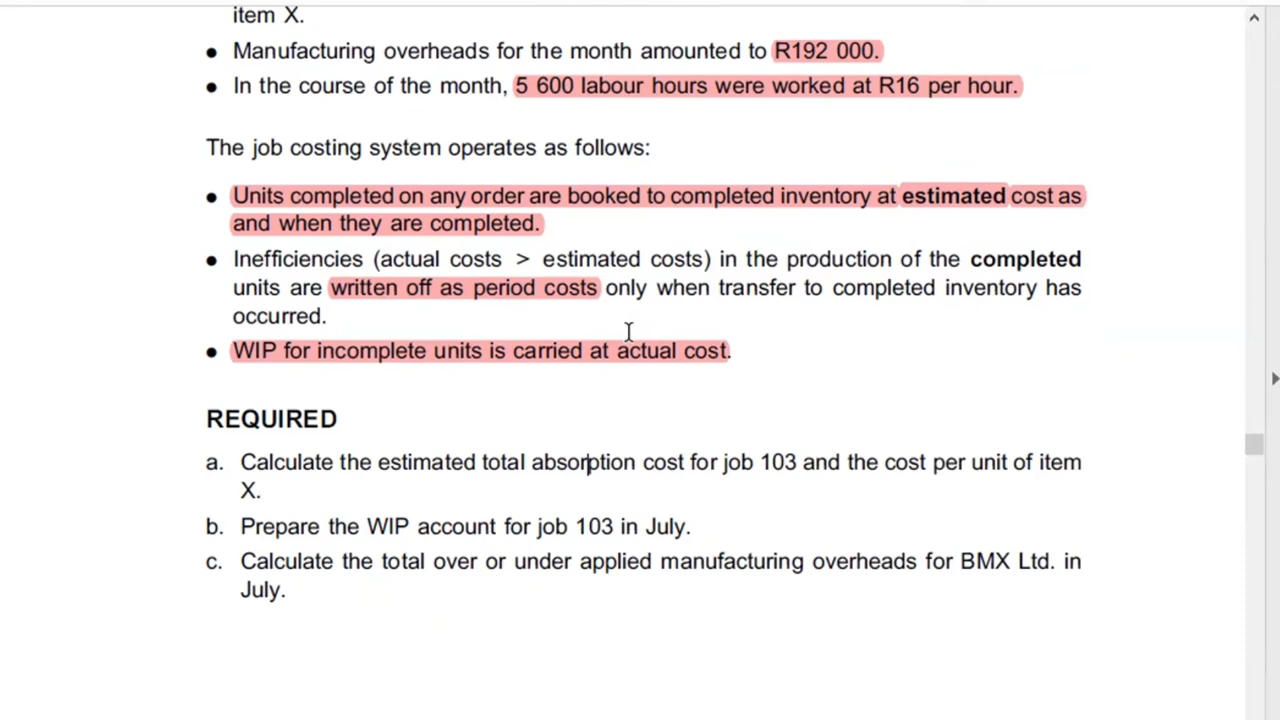 item X.
● Manufacturing overheads for the month amounted to R192 000.
● In the course of the month, 5 600 labour hours were worked at R16 per hour.
The job costing system operates as follows:
● Units completed on any order are booked to completed inventory at estimated cost as
and when they are completed.
● Inefficiencies (actual costs > estimated costs) in the production of the completed
units are written off as period costs only when transfer to completed inventory has
occurred.
● WIP for incomplete units is carried at actual cost.
REQUIRED
a. Calculate the estimated total absorption cost for job 103 and the cost per unit of item
X.
b. Prepare the WIP account for job 103 in July.
c. Calculate the total over or under applied manufacturing overheads for BMX Ltd. in
July.